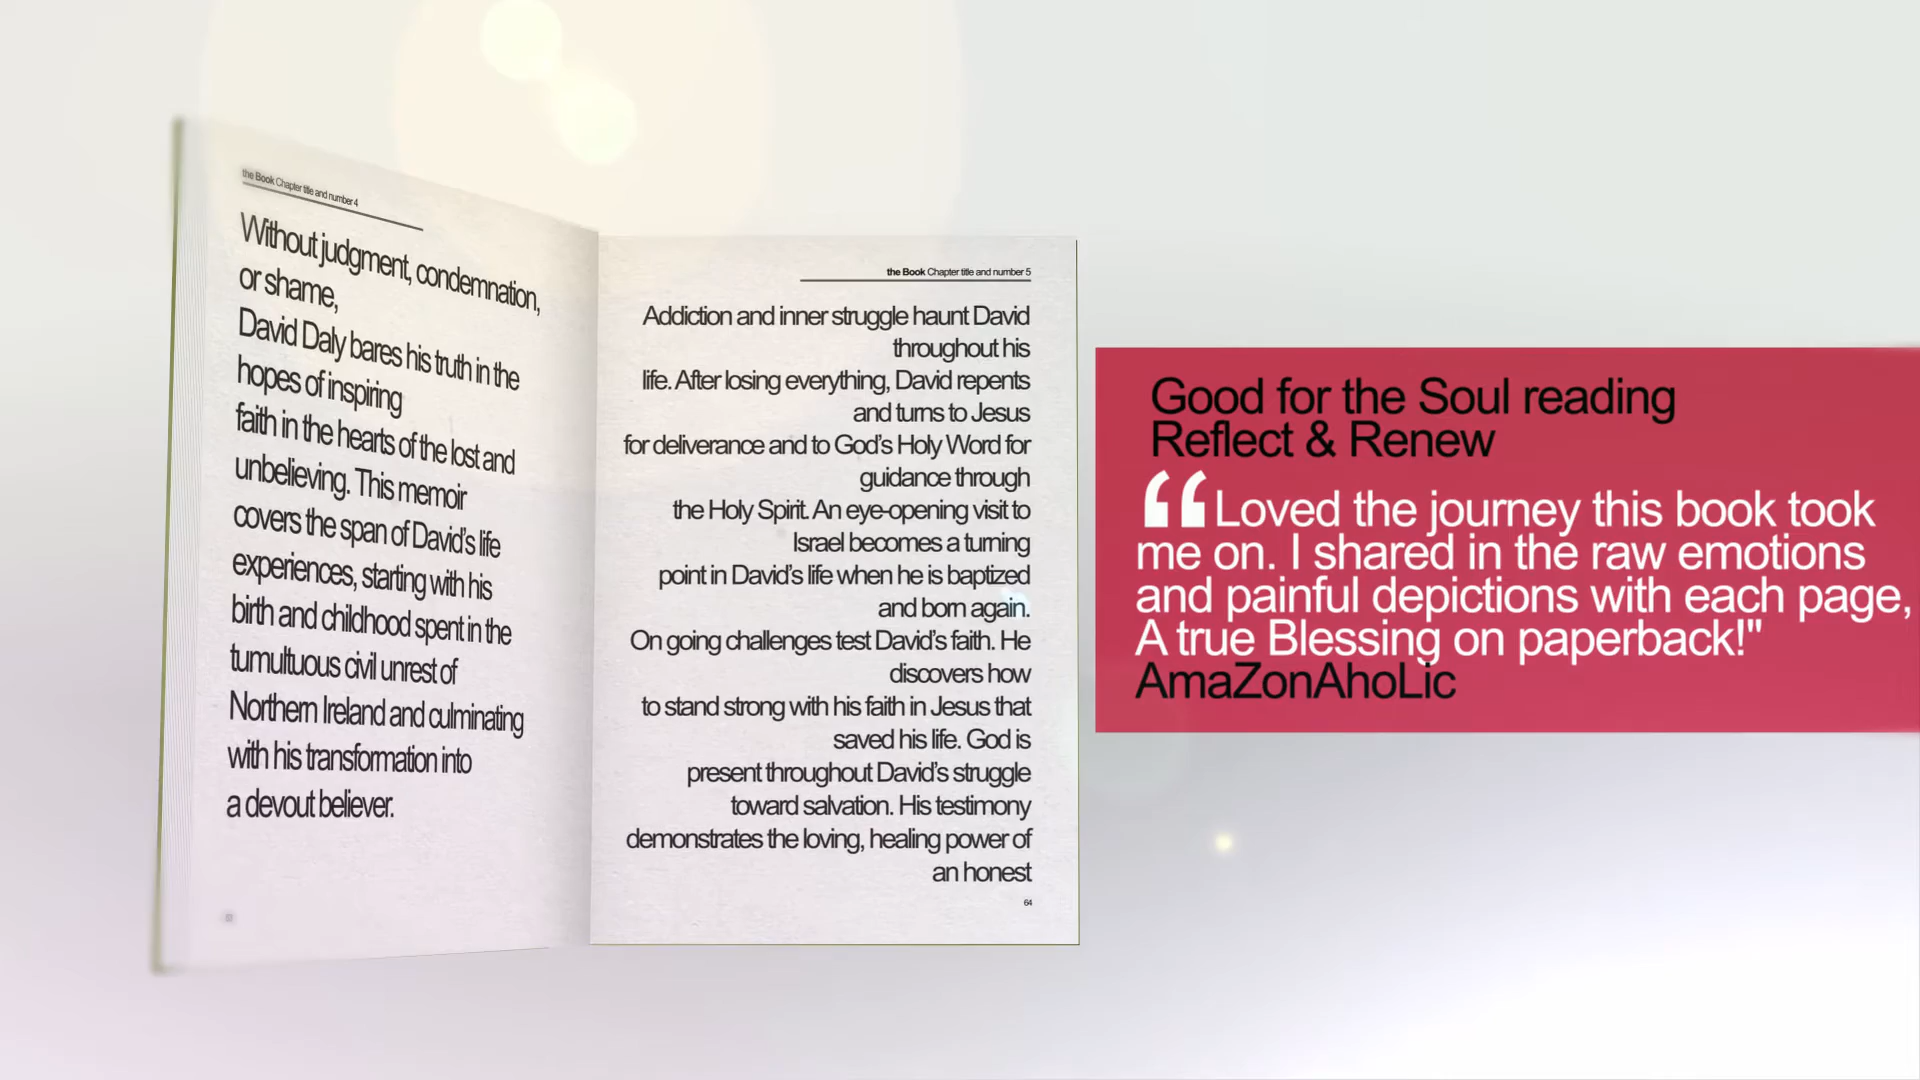 the Book Chapter title and number 4
Without judgment, condemnation,
or shame,
David Daly bares his truth in the
hopes of inspiring
faith in the hearts of the lost and
unbelieving. This memoir
covers the span of David's life
experiences, starting with his
birth and childhood spent in the
tumultuous civil unrest of
Northern Ireland and culminating
with his transformation into
a devout believer.
the Book Chapter title and number 5
Addiction and inner struggle haunt David
throughout his
life. After losing everything, David repents
and turns to Jesus
for deliverance and to God's Holy Word for
guidance through
the Holy Spirit. An eye-opening visit to
Israel becomes a turning
point in David's life when he is baptized
and born again.
On going challenges test David's faith. He
discovers how
to stand strong with his faith in Jesus that
saved his life. God is
present throughout David's struggle
toward salvation. His testimony
demonstrates the loving, healing power of
an honest
64
Good for the Soul reading
Reflect & Renew
“Loved the journey this book took
me on. I shared in the raw emotions
and painful depictions with each page,
A true Blessing on paperback!"
AmaZonAhoLic